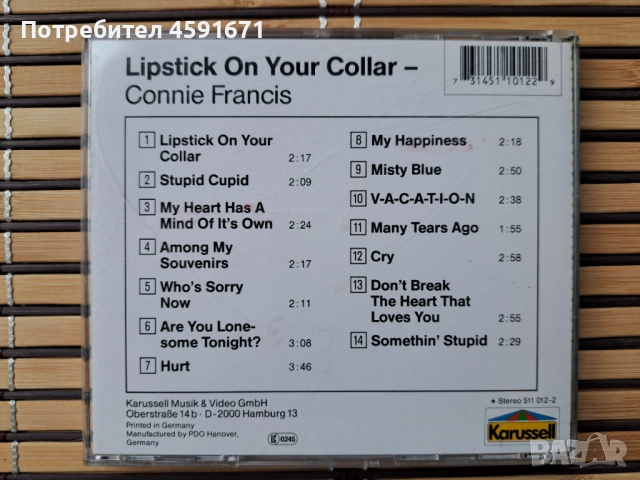 Потребител 4591671
Lipstick On Your Collar –
Connie Francis
7 31451 10122 9
1 Lipstick On Your
Collar 2:17
2 Stupid Cupid 2:09
3 My Heart Has A
Mind Of It's Own 2:24
4 Among My
Souvenirs 2:17
5 Who's Sorry
Now 2:11
6 Are You Lone-
some Tonight? 3:08
7 Hurt 3:46
8 My Happiness 2:18
9 Misty Blue 2:50
10 V-A-C-A-T-I-O-N 2:38
11 Many Tears Ago 1:55
12 Cry 2:58
13 Don't Break
The Heart That
Loves You 2:55
14 Somethin' Stupid 2:29
Karussell Musik & Video GmbH
Oberstraße 14 b · D-2000 Hamburg 13
Printed in Germany
Manufactured by PDO Hanover,
Germany
0245
★ Stereo 511 012-2
Karussell
BAZAR